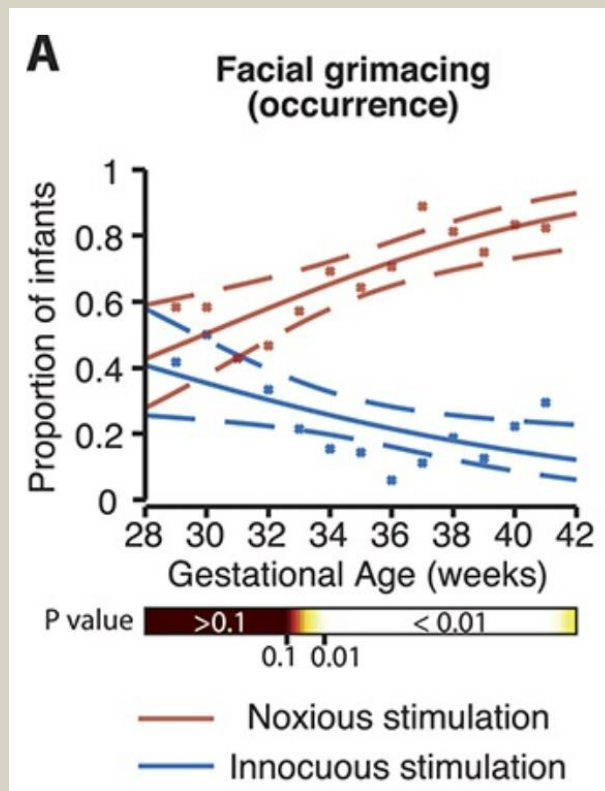 A
Facial grimacing
(occurrence)
Proportion of infants
1
0.8
0.6
0.4
0.2
0
28 30 32 34 36 38 40 42
Gestational Age (weeks)
P value >0.1 < 0.01
0.1 0.01
Noxious stimulation
Innocuous stimulation